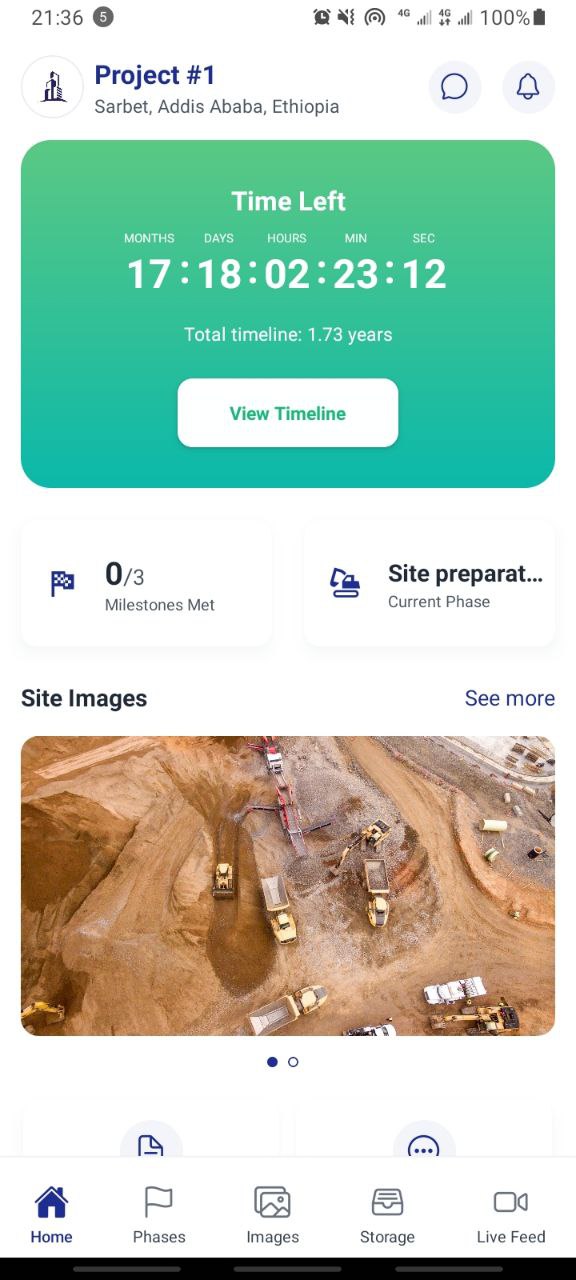 21:36 5 4G 4G 100%
Project #1
Sarbet, Addis Ababa, Ethiopia
Time Left
MONTHS DAYS HOURS MIN SEC
17 : 18 : 02 : 23 : 12
Total timeline: 1.73 years
View Timeline
0/3
Milestones Met
Site preparat...
Current Phase
Site Images
See more
Home Phases Images Storage Live Feed